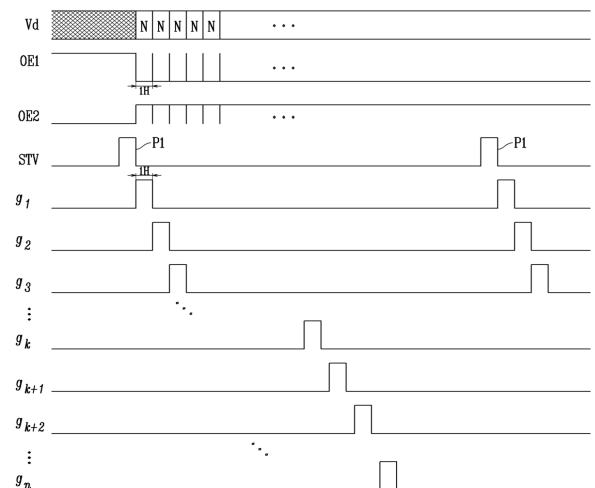 Vd N N N N N ...
OE1 ...
1H
OE2 ...
STV P1 P1
1H
g1
g2
g3
⋮
gk
gk+1
gk+2
⋮
gn